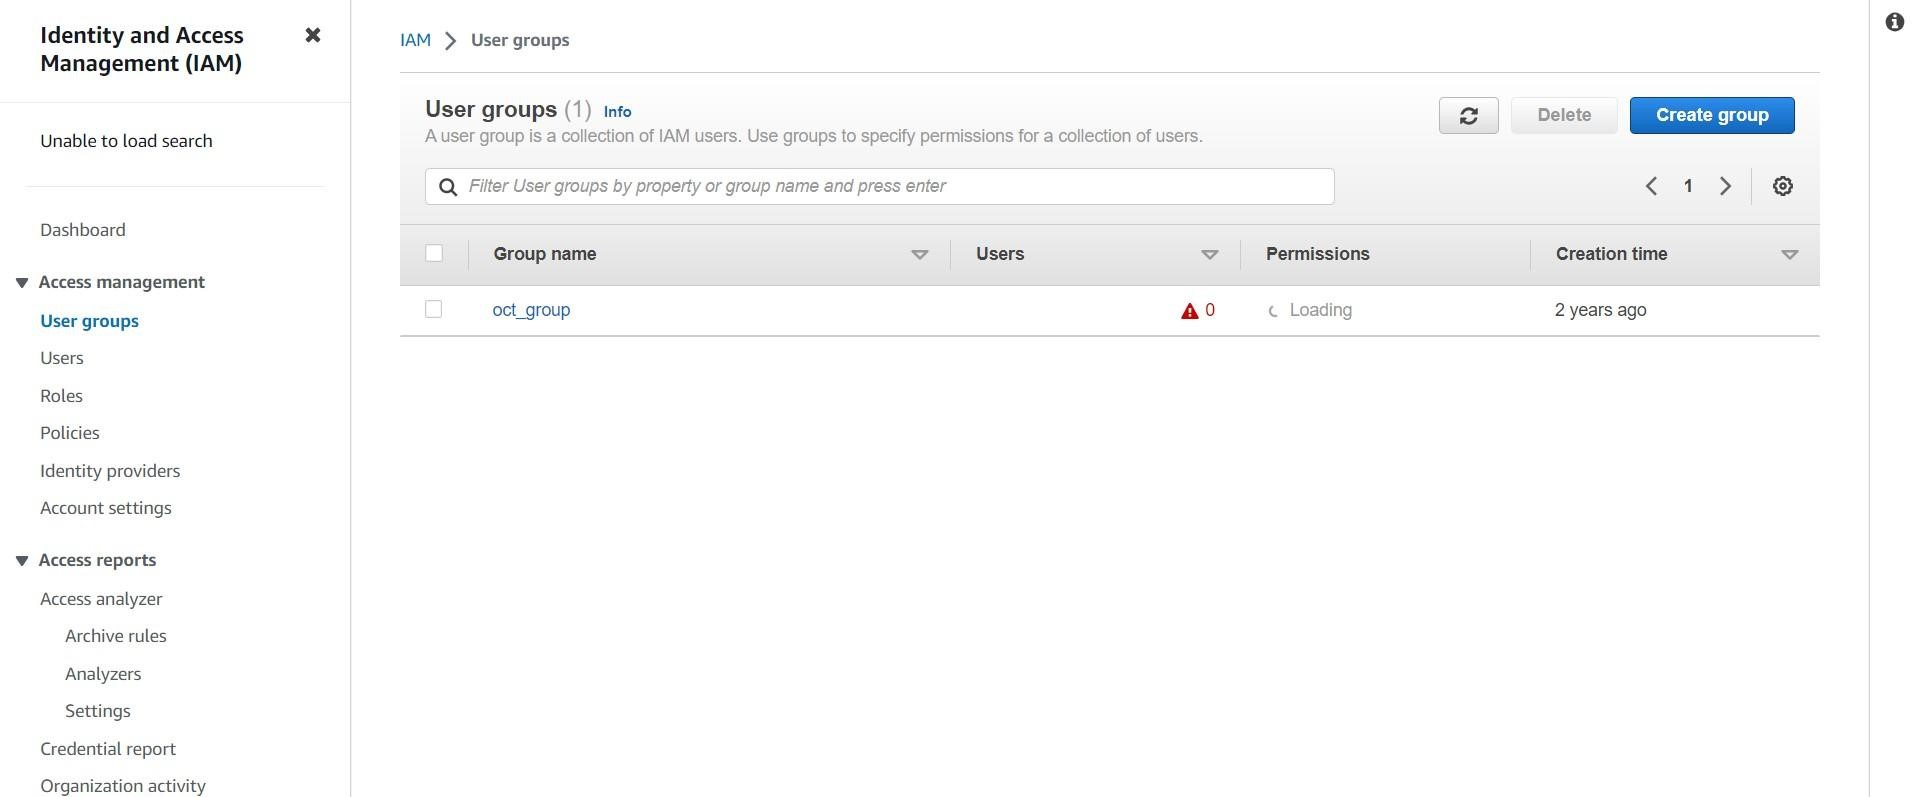 Identity and Access
Management (IAM)
Unable to load search
Dashboard
Access management
User groups
Users
Roles
Policies
Identity providers
Account settings
Access reports
Access analyzer
Archive rules
Analyzers
Settings
Credential report
Organization activity
IAM > User groups
User groups (1) Info
A user group is a collection of IAM users. Use groups to specify permissions for a collection of users.
Delete
Create group
Filter User groups by property or group name and press enter
1
Group name Users Permissions Creation time
oct_group 0 Loading 2 years ago